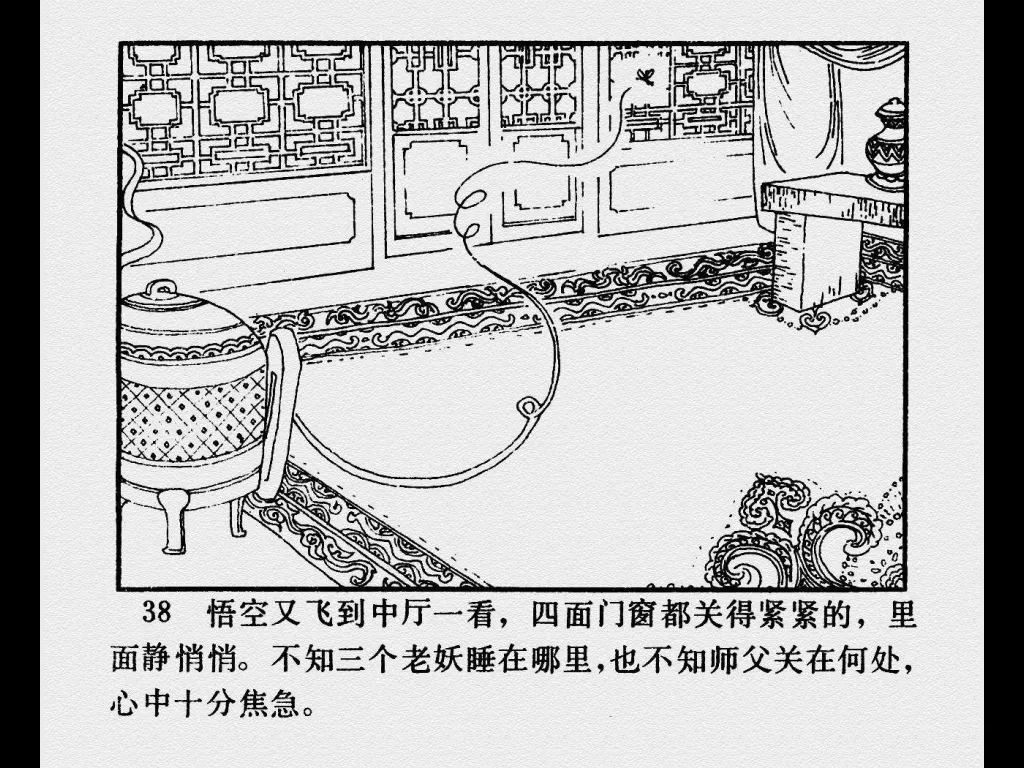 38 悟空又飞到中厅一看，四面门窗都关得紧紧的，里
面静悄悄。不知三个老妖睡在哪里，也不知师父关在何处，
心中十分焦急。